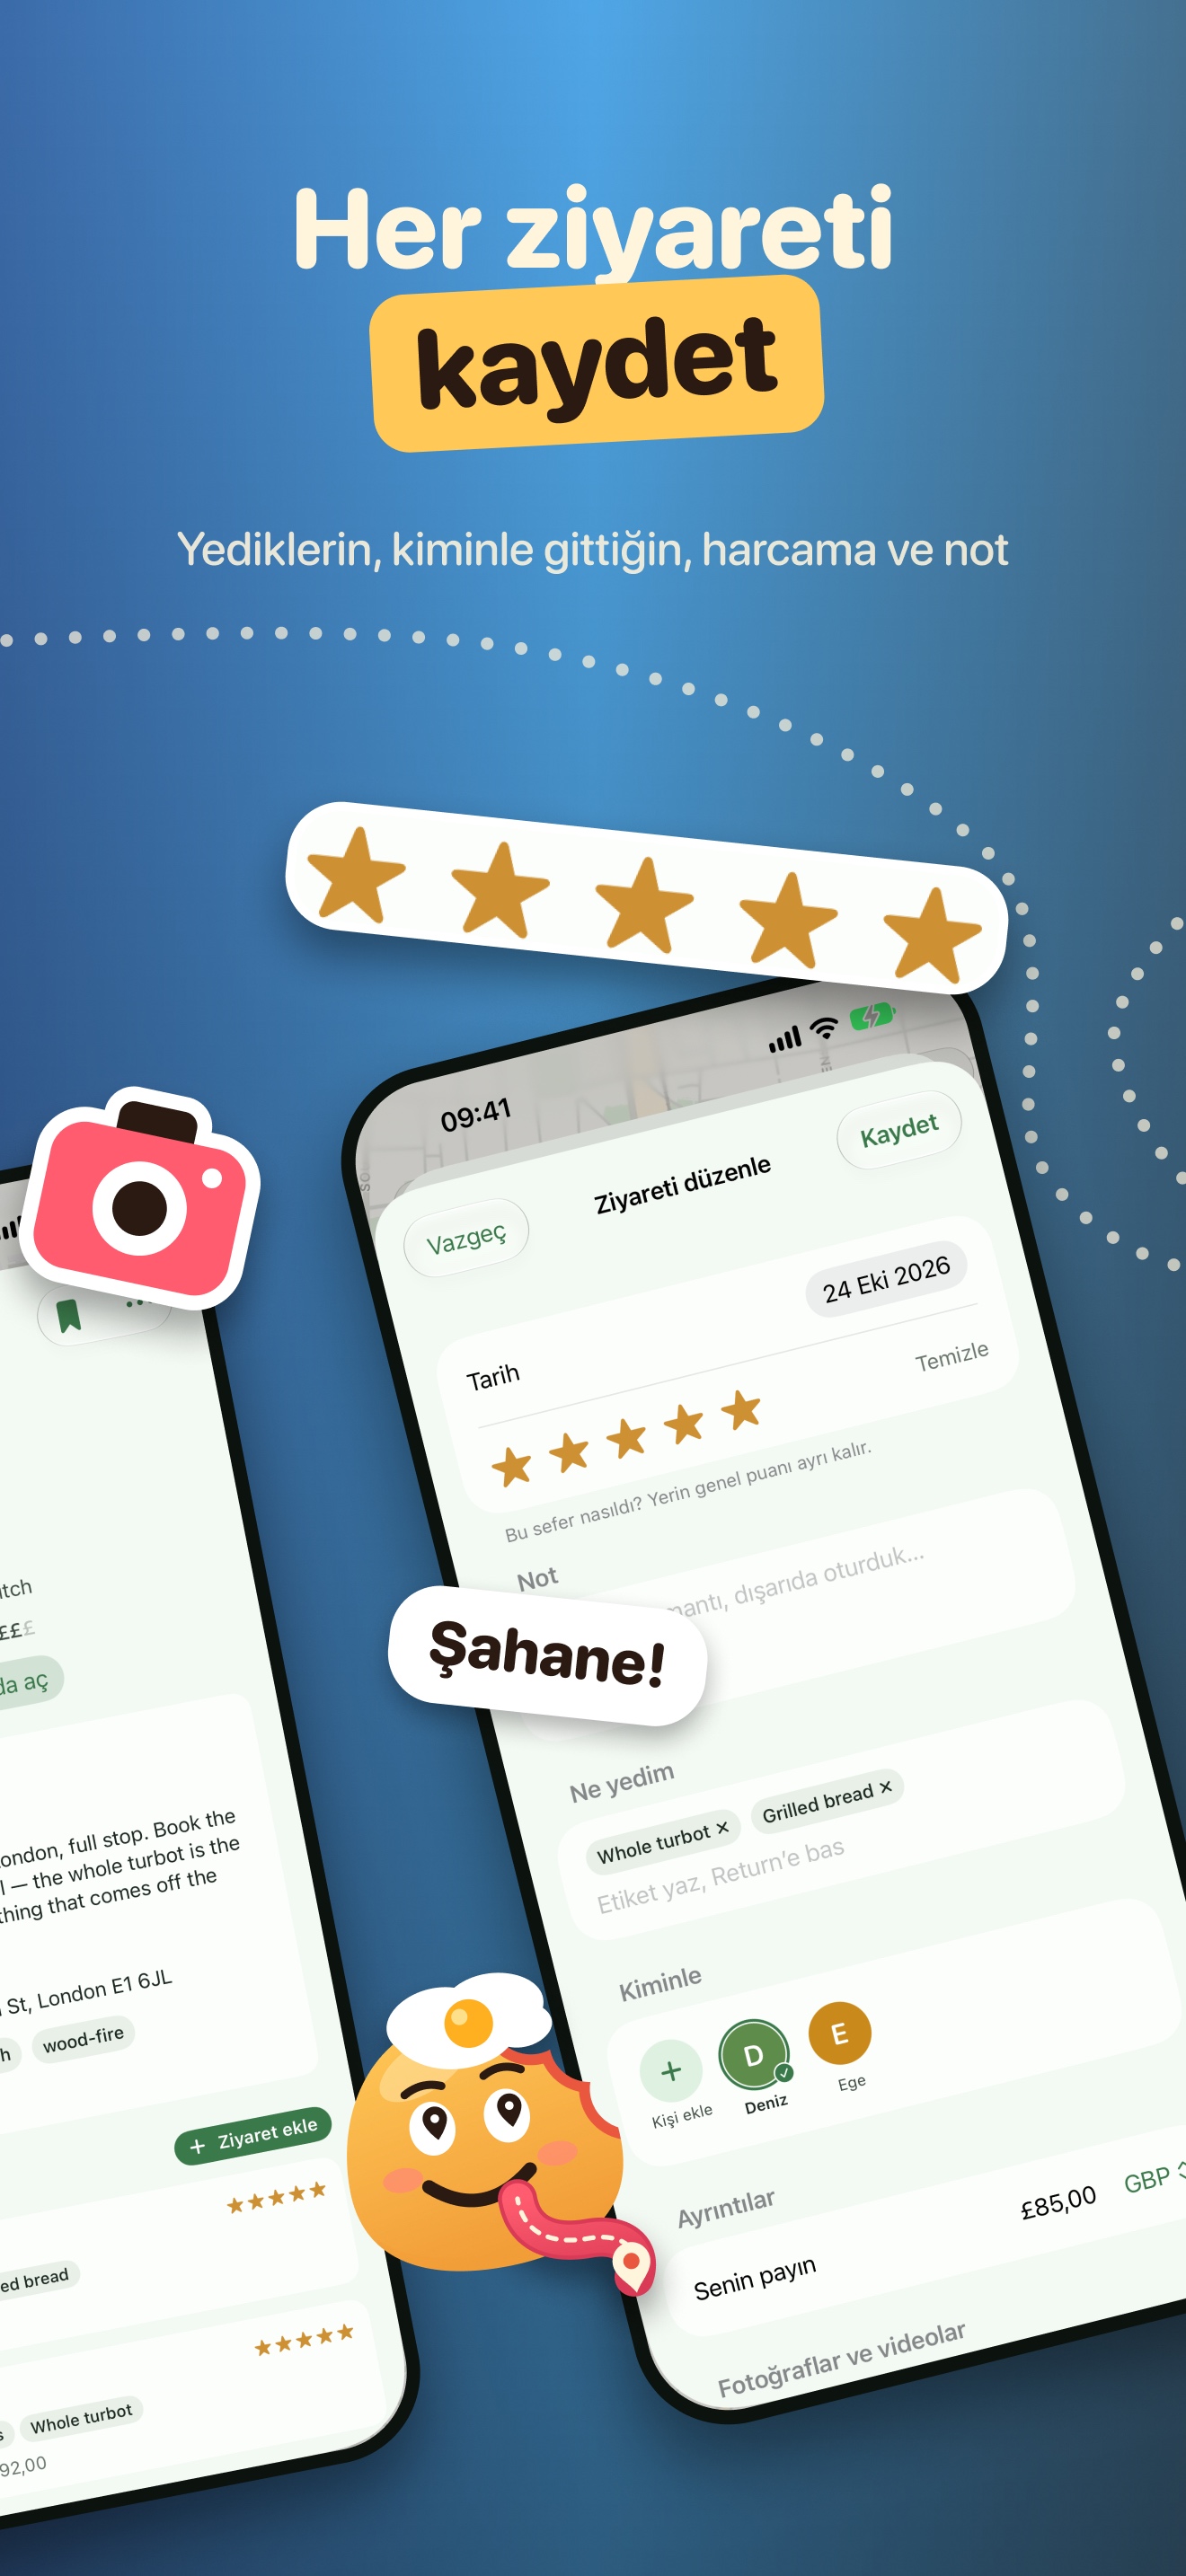 Her ziyareti
kaydet
Yediklerin, kiminle gittiğin, harcama ve not
09:41
Vazgeç
Ziyareti düzenle
Kaydet
Tarih
24 Eki 2026
Temizle
Bu sefer nasıldı? Yerin genel puanı ayrı kalır.
Not
dışarıda oturduk...
Şahane!
Ne yedim
Whole turbot ×
Grilled bread ×
Etiket yaz, Return’e bas
Kiminle
D
E
Kişi ekle
Deniz
Ege
Ayrıntılar
Senin payın
£85,00
GBP
Fotoğraflar ve videolar
£££
aç
full stop. Book the
— the whole turbot is the
that comes off the
St, London E1 6JL
wood-fire
+ Ziyaret ekle
bread
Whole turbot
92,00